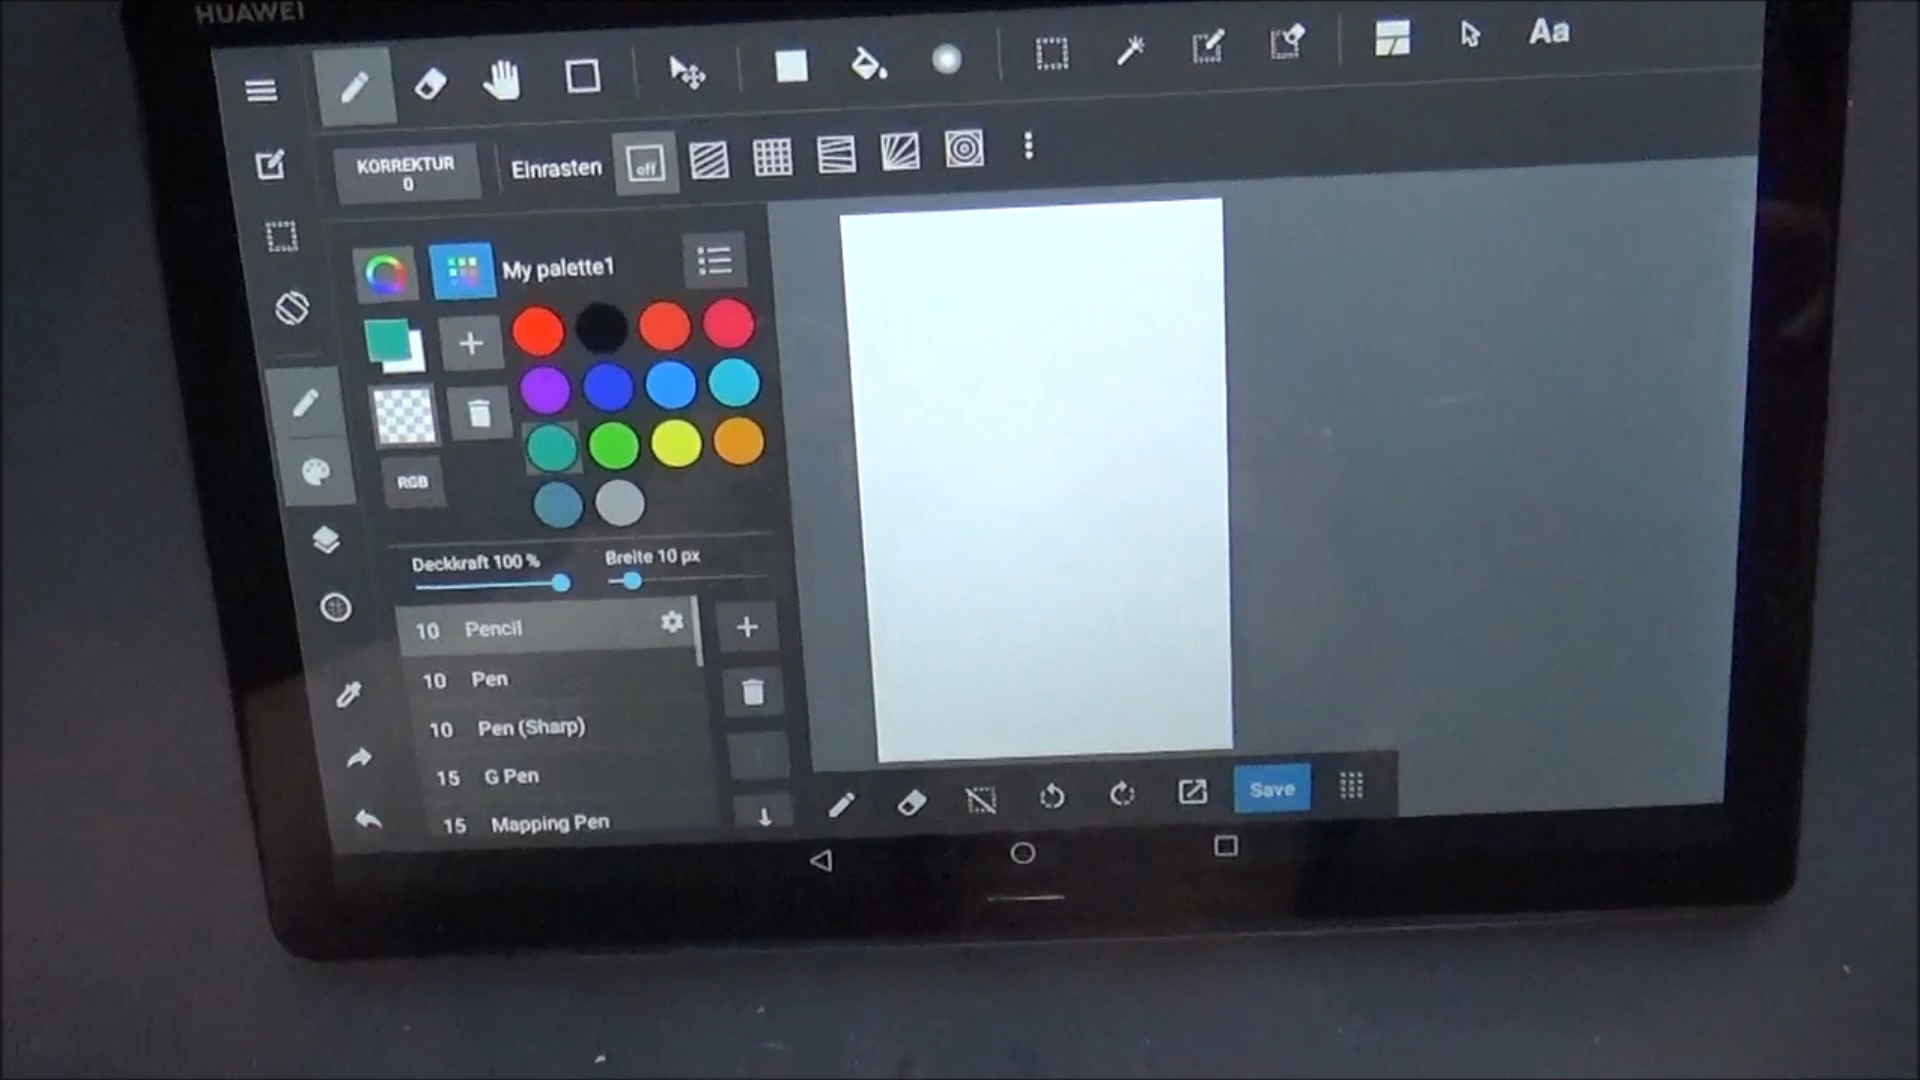 HUAWEI
Aa
KORREKTUR
0
Einrasten
off
My palette1
RGB
Deckkraft 100 %
Breite 10 px
10 Pencil
10 Pen
10 Pen (Sharp)
15 G Pen
15 Mapping Pen
Save